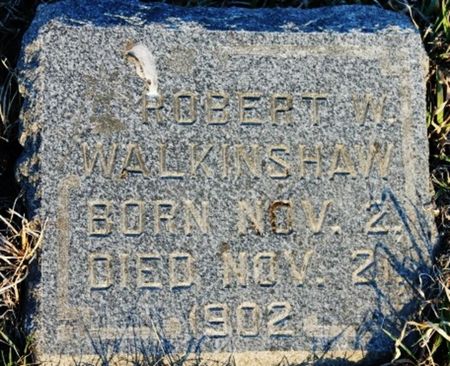 ROBERT W.
WALKINSHAW
BORN NOV. 2,
DIED NOV. 21,
1902